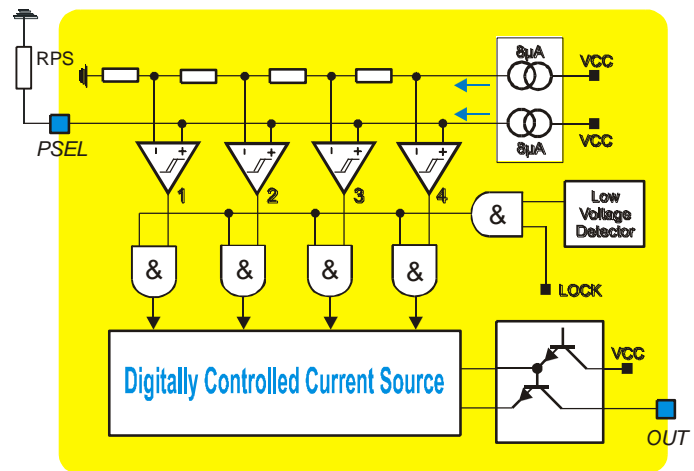 8µA
RPS
VCC
VCC
PSEL
8µA
- + - + - + - +
1 2 3 4
&
Low
Voltage
Detector
& & & &
LOCK
VCC
Digitally Controlled Current Source
OUT